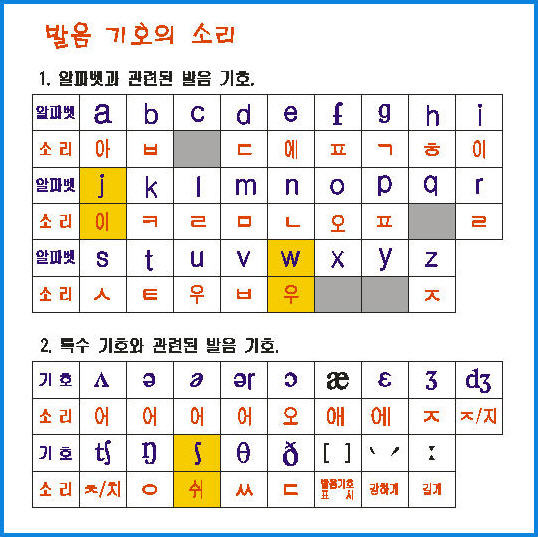 발음 기호의 소리
1. 알파벳과 관련된 발음 기호.
알파벳 a b c d e f g h i
소리 아 ㅂ ㄷ 에 ㅍ ㄱ ㅎ 이
알파벳 j k l m n o p q r
소리 이 ㅋ ㄹ ㅁ ㄴ 오 ㅍ ㄹ
알파벳 s t u v w x y z
소리 ㅅ ㅌ 우 ㅂ 우 ㅈ
2. 특수 기호와 관련된 발음 기호.
기호 ʌ ə ɚ ər ɔ æ ɛ ʒ dʒ
소리 어 어 어 어 오 애 에 ㅈ ㅈ/지
기호 tʃ ŋ ʃ θ ð [ ] ˋ ˊ ː
소리 ㅊ/치 ㅇ 쉬 ㅆ ㄷ 발음기호 표시 강하게 길게